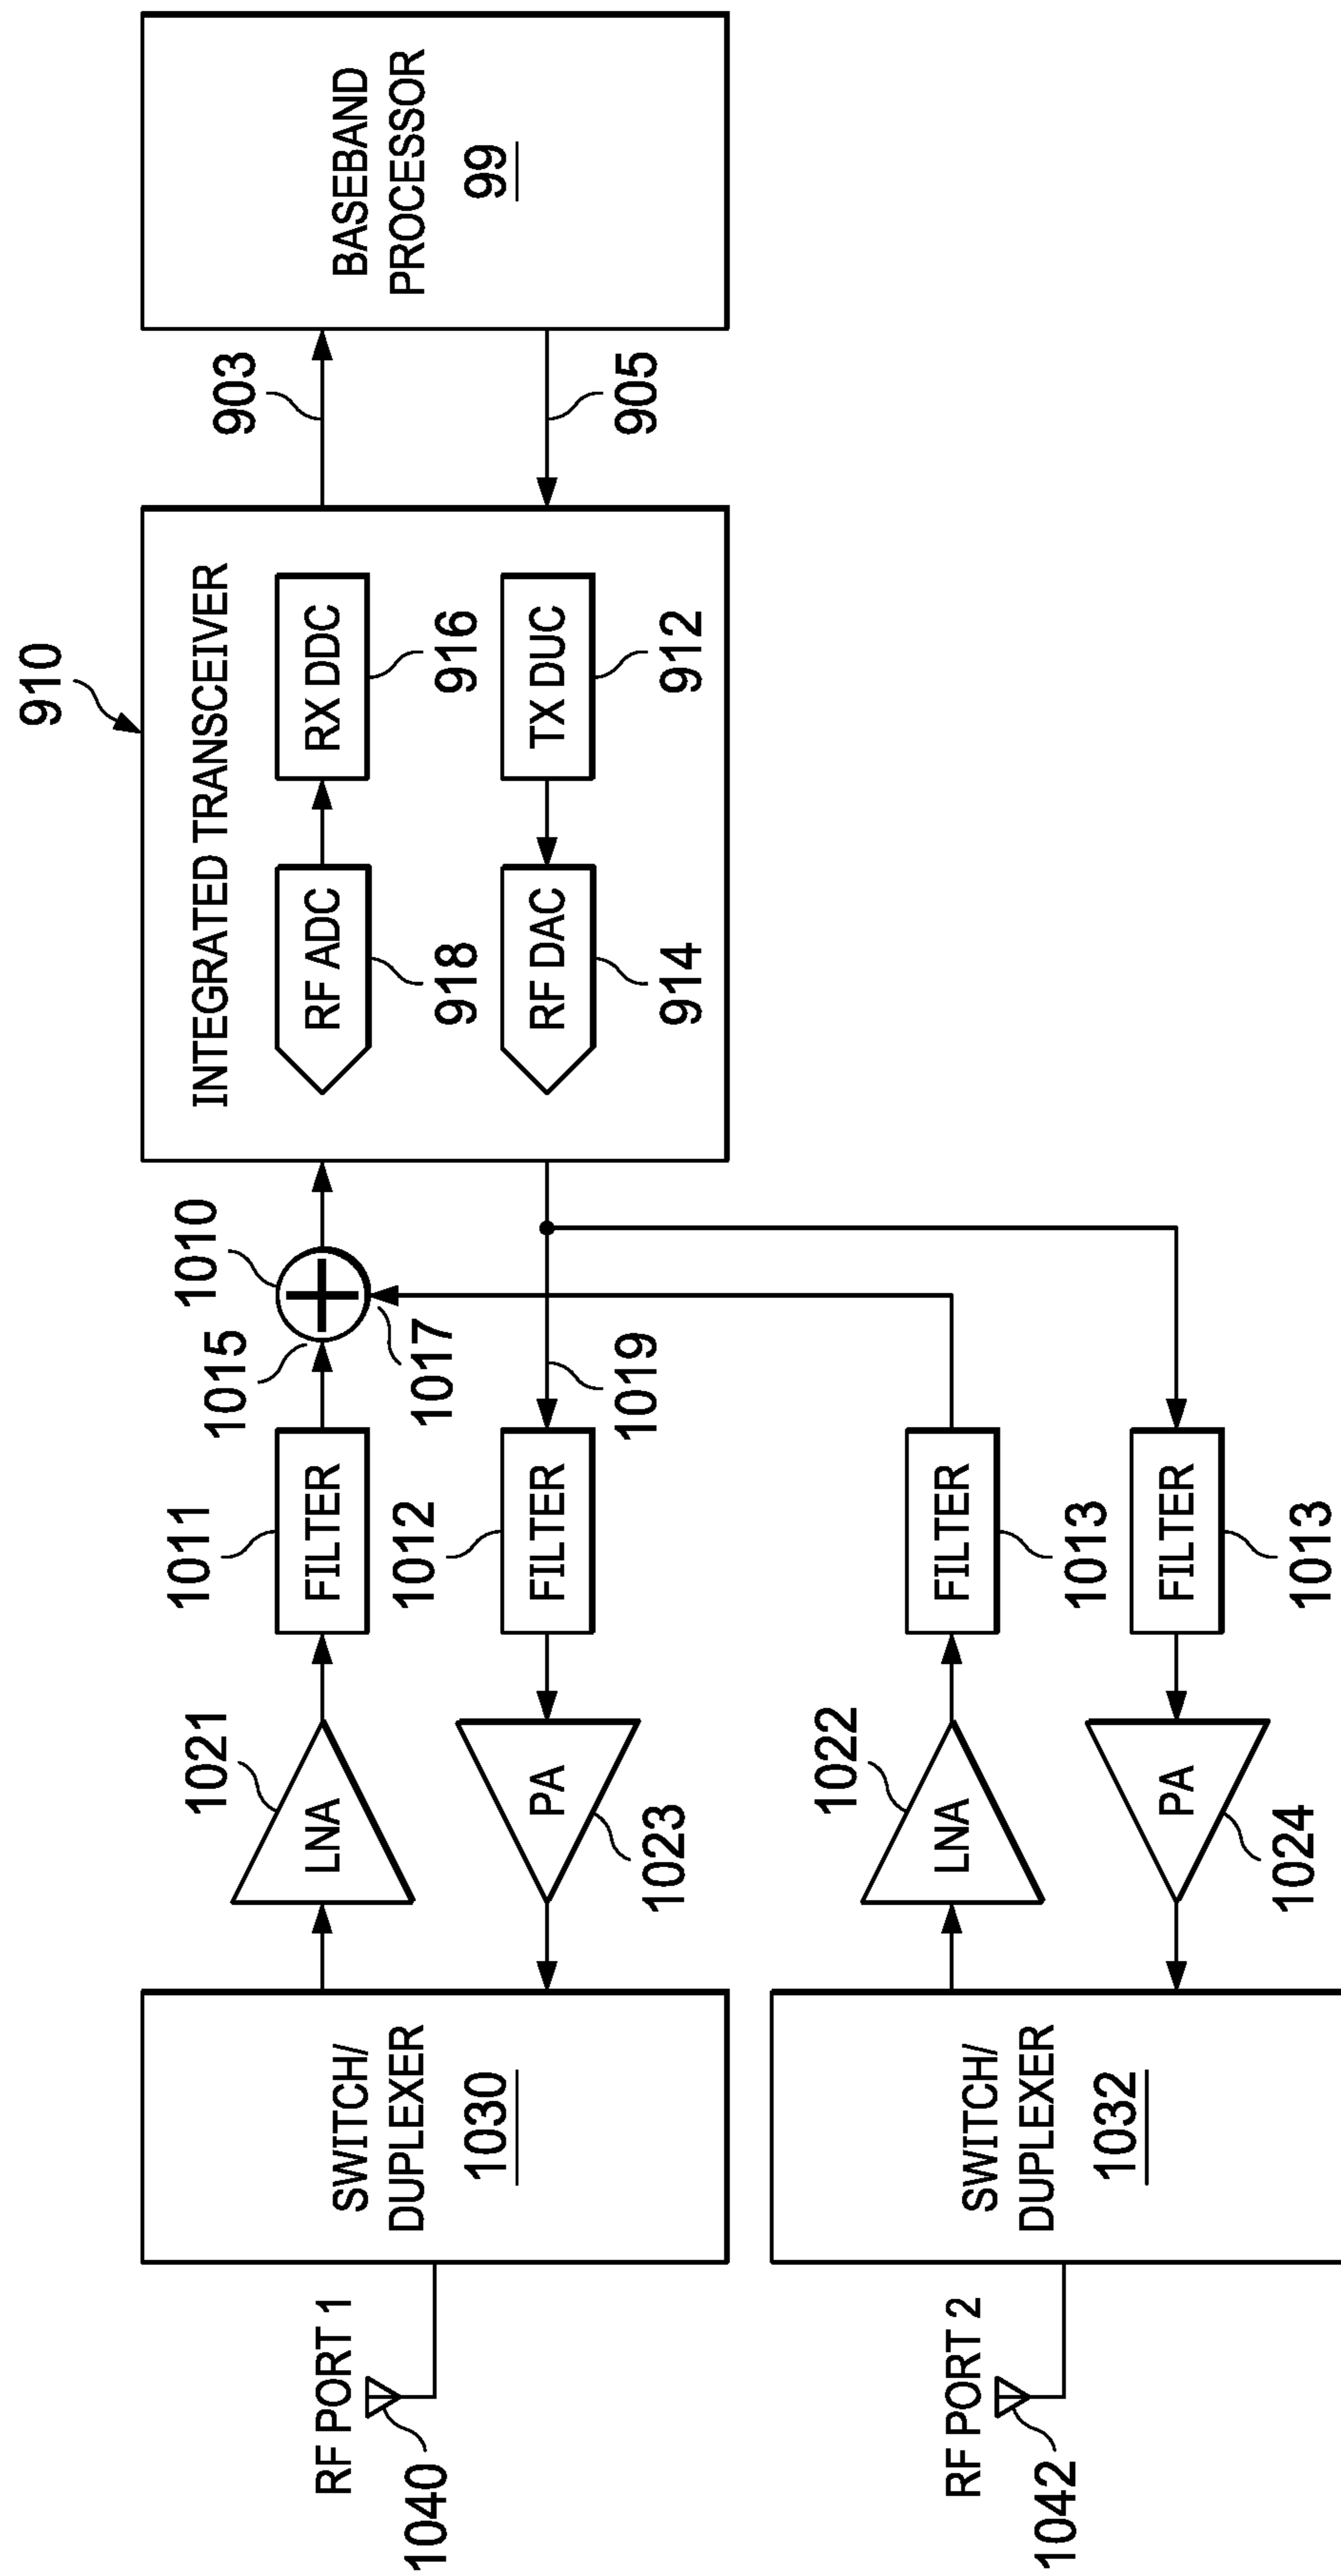 910
INTEGRATED TRANSCEIVER
BASEBAND
PROCESSOR
99
903
905
RX DDC
916
RF ADC
918
TX DUC
912
RF DAC
914
1010
1015
1017
1019
1011
FILTER
1012
FILTER
1021
LNA
PA
1023
SWITCH/
DUPLEXER
1030
RF PORT 1
1040
FILTER
1013
FILTER
1013
1022
LNA
PA
1024
SWITCH/
DUPLEXER
1032
RF PORT 2
1042